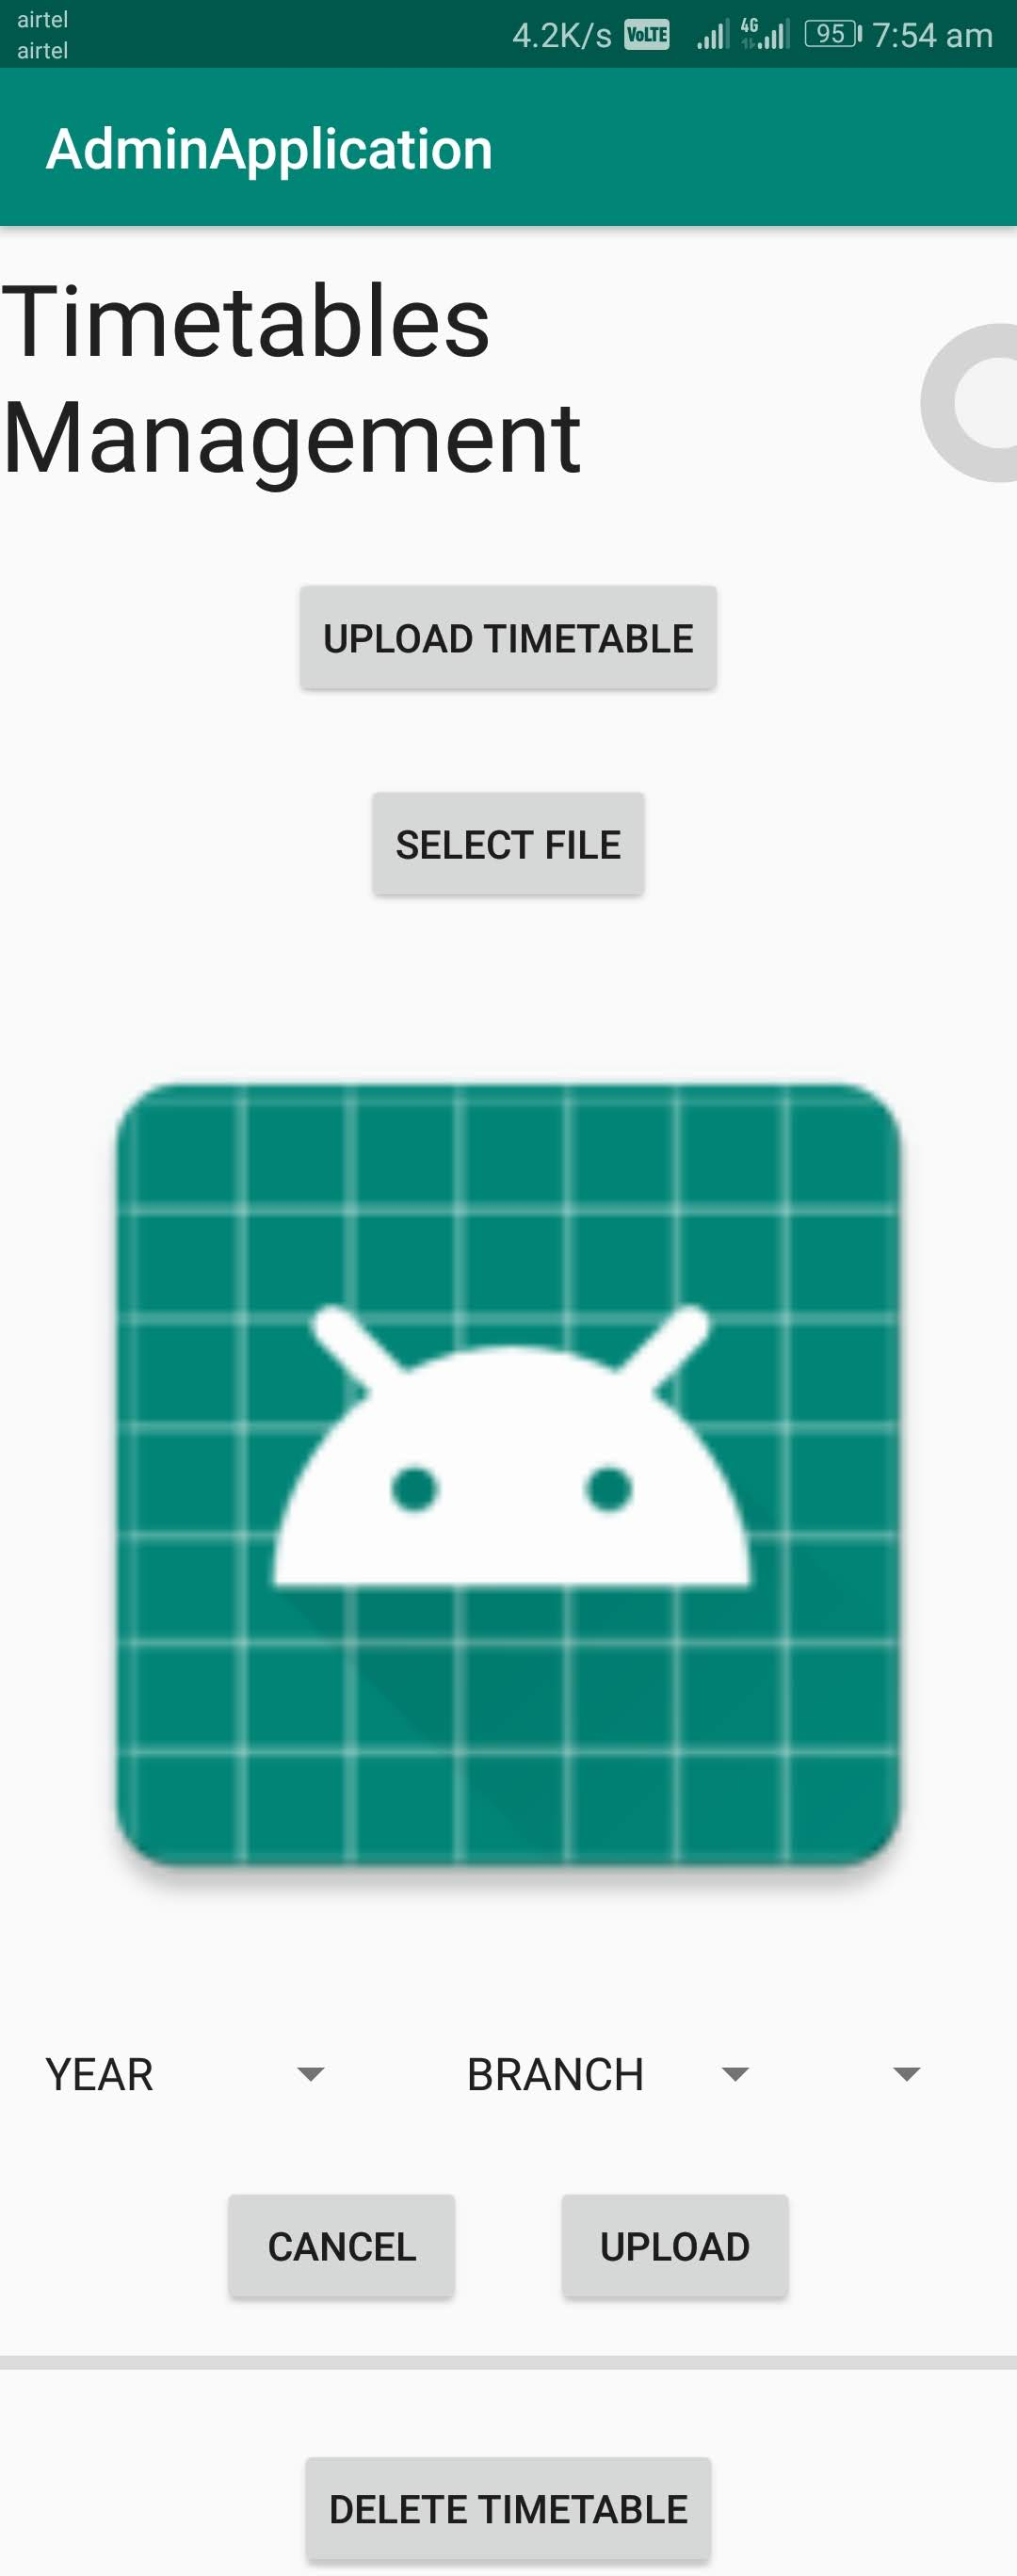 airtel
airtel
4.2K/s VoLTE 4G 95 7:54 am
AdminApplication
Timetables
Management
UPLOAD TIMETABLE
SELECT FILE
YEAR BRANCH
CANCEL UPLOAD
DELETE TIMETABLE